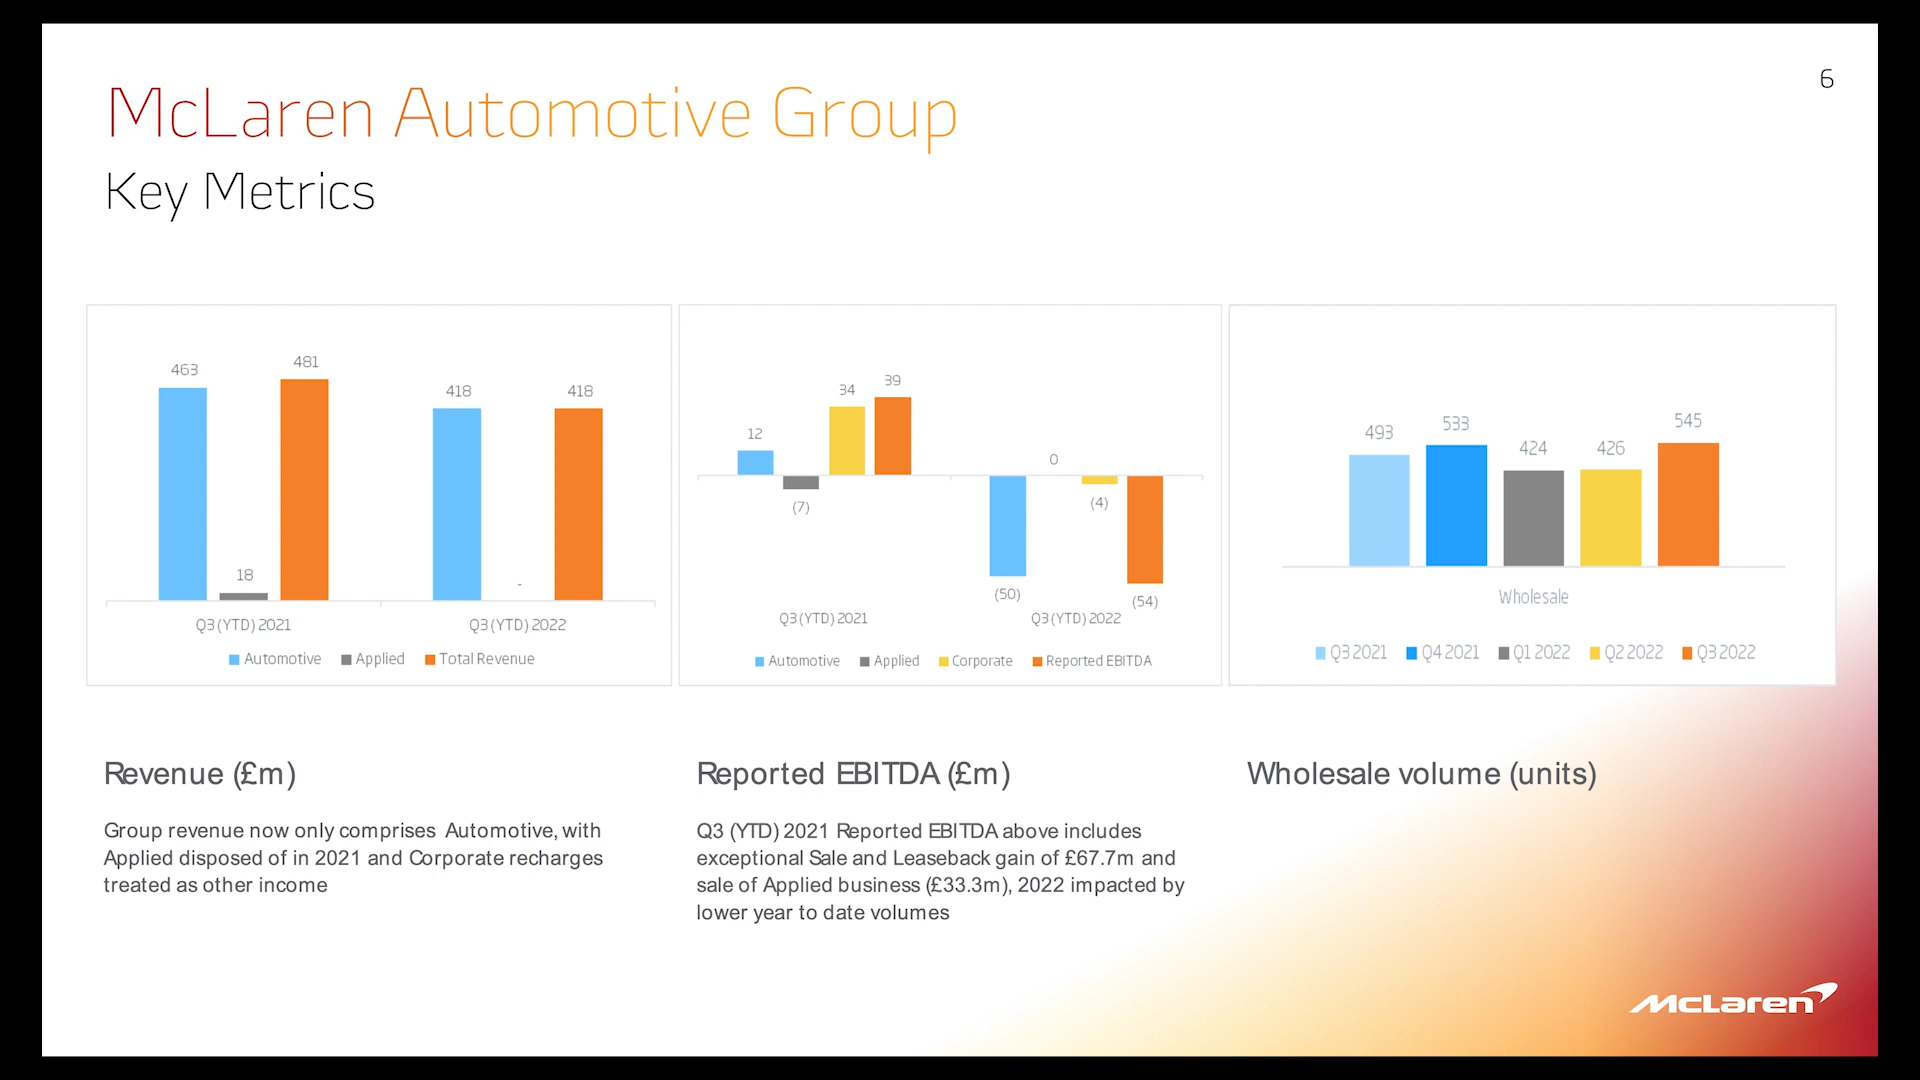 6
McLaren Automotive Group
Key Metrics
463
18
481
418
-
418
Q3 (YTD) 2021
Q3 (YTD) 2022
Automotive
Applied
Total Revenue
12
(7)
34
39
(50)
0
(4)
(54)
Q3 (YTD) 2021
Q3 (YTD) 2022
Automotive
Applied
Corporate
Reported EBITDA
493
533
424
426
545
Wholesale
Q3 2021
Q4 2021
Q1 2022
Q2 2022
Q3 2022
Revenue (£m)
Group revenue now only comprises Automotive, with
Applied disposed of in 2021 and Corporate recharges
treated as other income
Reported EBITDA (£m)
Q3 (YTD) 2021 Reported EBITDA above includes
exceptional Sale and Leaseback gain of £67.7m and
sale of Applied business (£33.3m), 2022 impacted by
lower year to date volumes
Wholesale volume (units)
McLaren